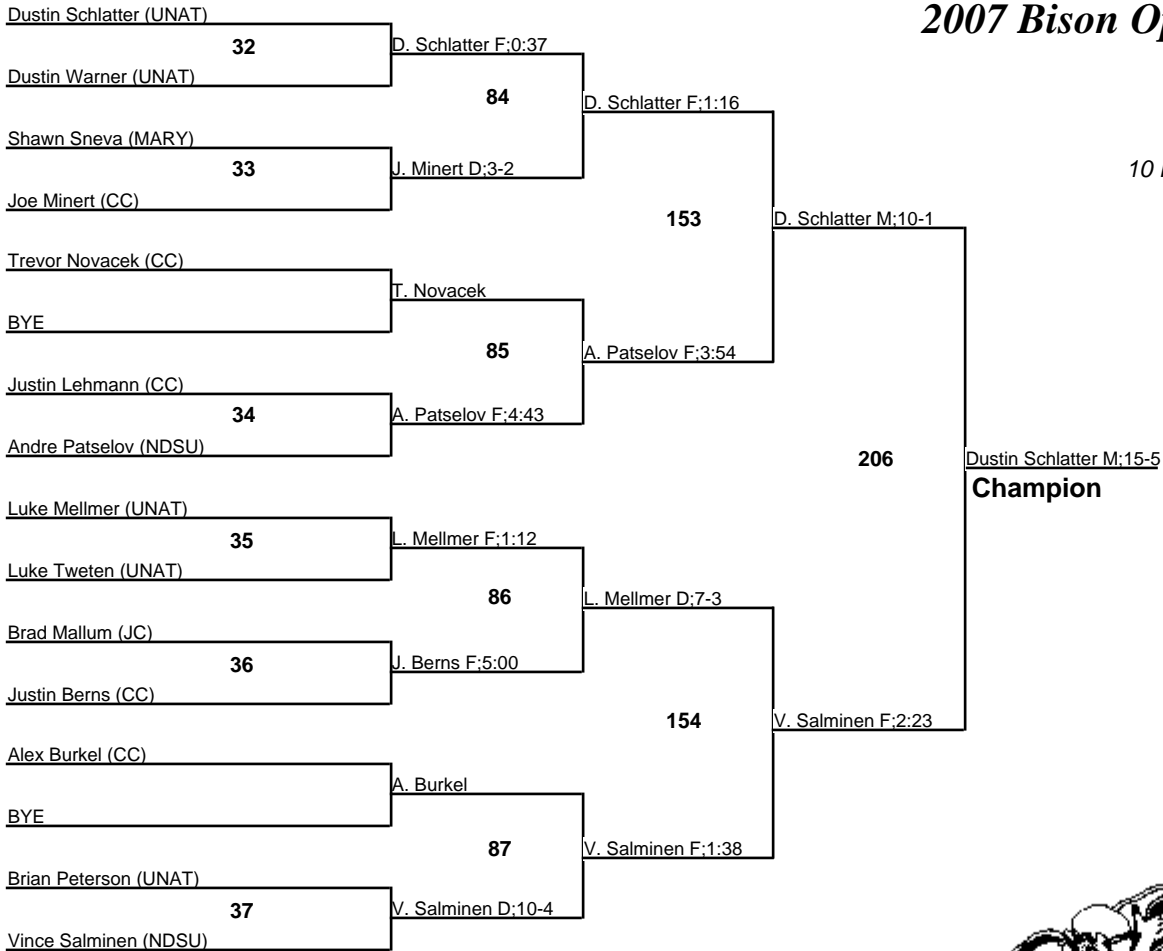 2007 Bison Op
10
Dustin Schlatter (UNAT)
32
Dustin Warner (UNAT)
D. Schlatter F;0:37
84
D. Schlatter F;1:16
Shawn Sneva (MARY)
33
Joe Minert (CC)
J. Minert D;3-2
153
D. Schlatter M;10-1
Trevor Novacek (CC)
BYE
T. Novacek
85
A. Patselov F;3:54
Justin Lehmann (CC)
34
Andre Patselov (NDSU)
A. Patselov F;4:43
206
Dustin Schlatter M;15-5
Champion
Luke Mellmer (UNAT)
35
Luke Tweten (UNAT)
L. Mellmer F;1:12
86
L. Mellmer D;7-3
Brad Mallum (JC)
36
Justin Berns (CC)
J. Berns F;5:00
154
V. Salminen F;2:23
Alex Burkel (CC)
BYE
A. Burkel
87
V. Salminen F;1:38
Brian Peterson (UNAT)
37
Vince Salminen (NDSU)
V. Salminen D;10-4